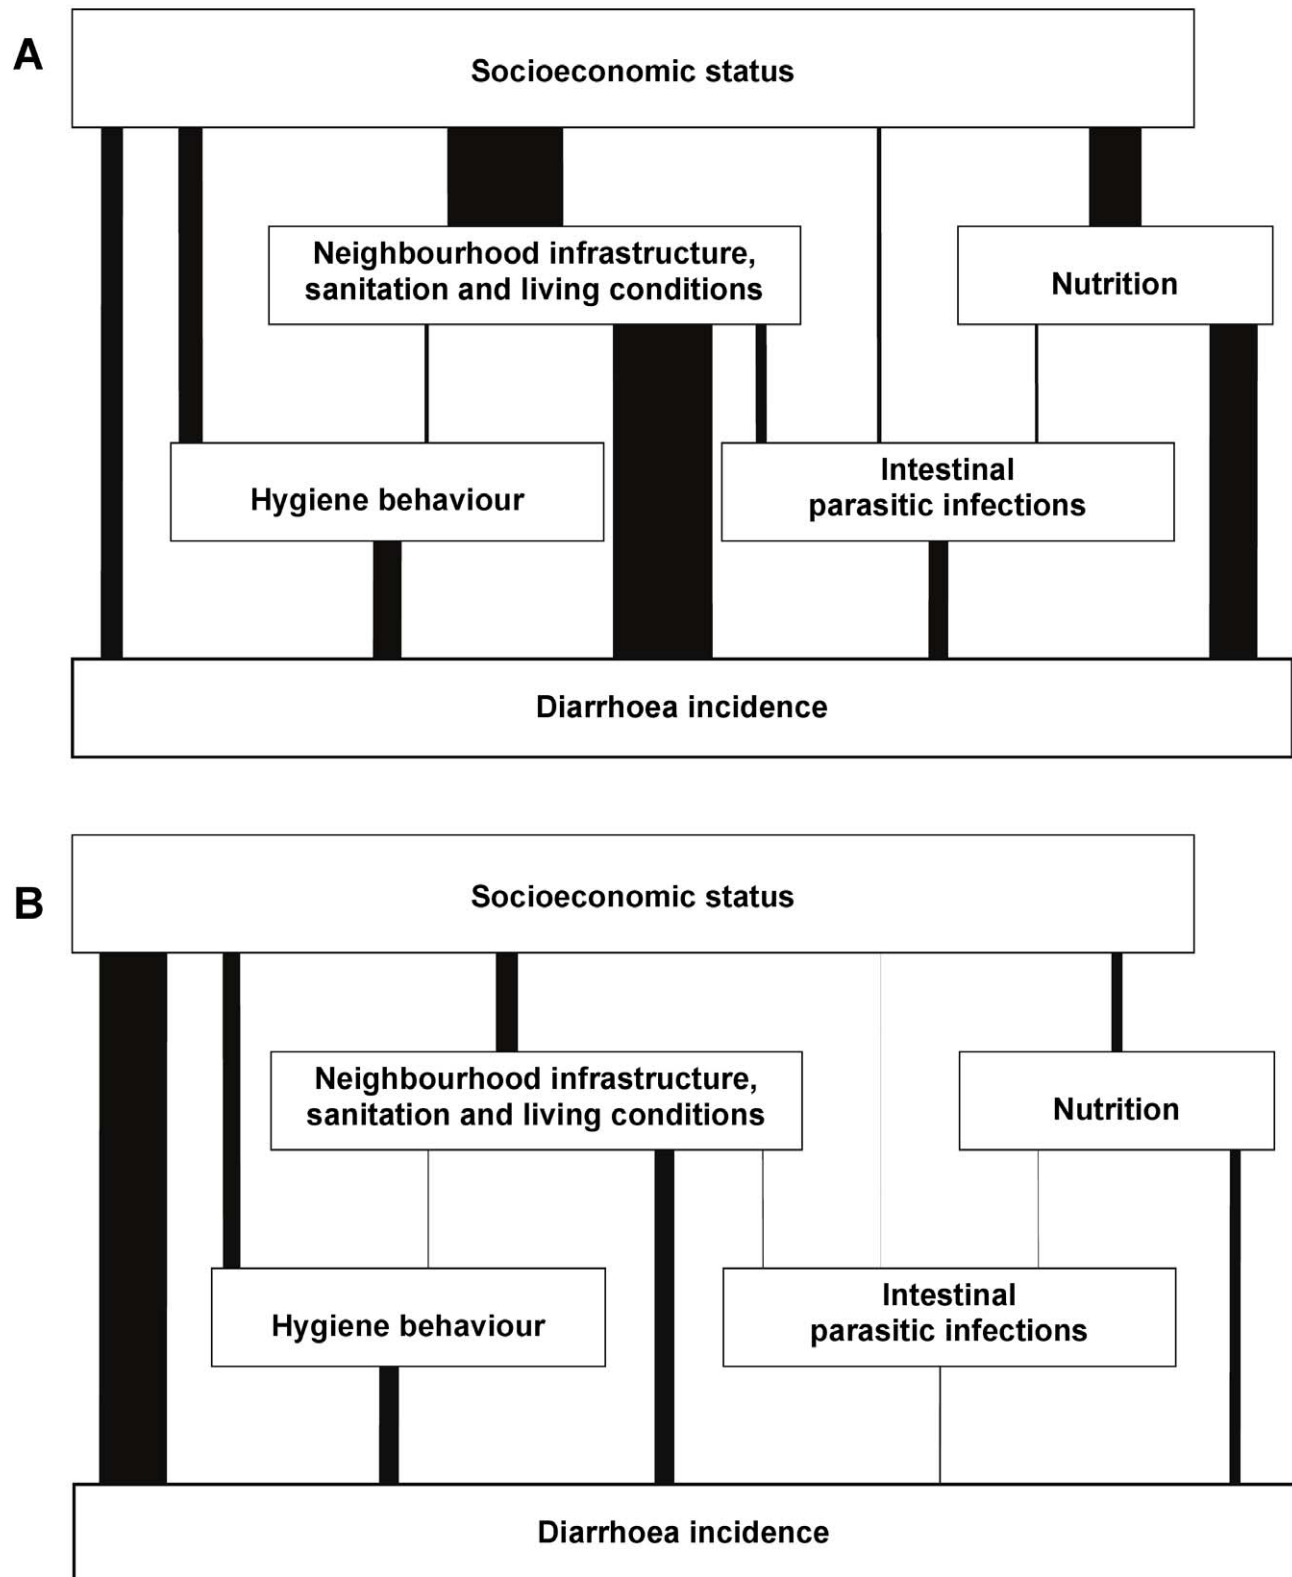 A
Socioeconomic status
Neighbourhood infrastructure,
sanitation and living conditions
Nutrition
Hygiene behaviour
Intestinal
parasitic infections
Diarrhoea incidence
B
Socioeconomic status
Neighbourhood infrastructure,
sanitation and living conditions
Nutrition
Hygiene behaviour
Intestinal
parasitic infections
Diarrhoea incidence